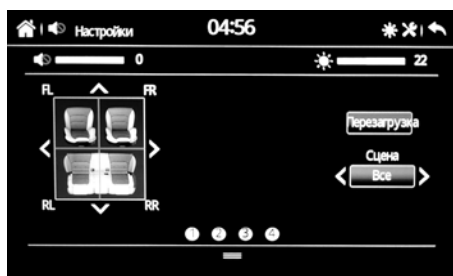 Настройки 04:56
0 22
FL FR
Перезагрузка
Сцена
Все
RL RR
1 2 3 4